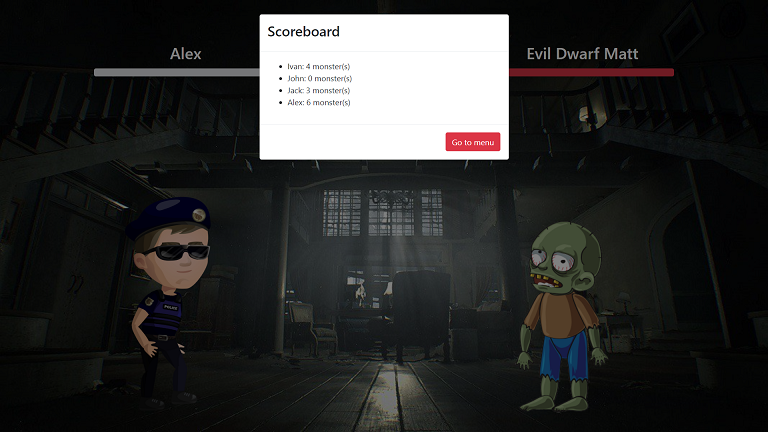 Scoreboard
Alex
Evil Dwarf Matt
Ivan: 4 monster(s)
John: 0 monster(s)
Jack: 3 monster(s)
Alex: 6 monster(s)
Go to menu
POLICE